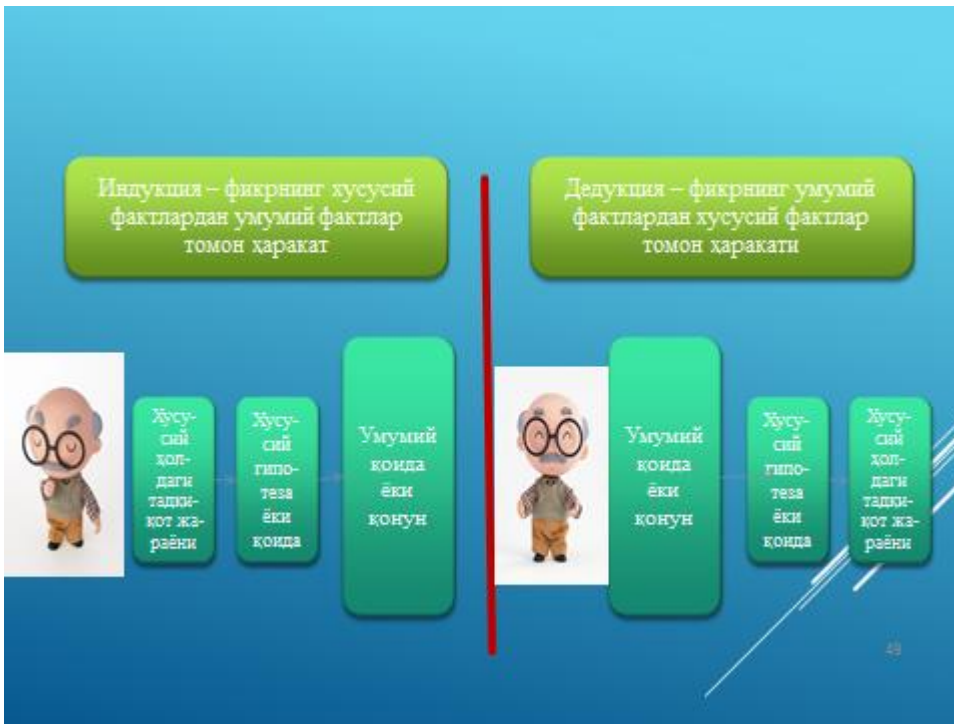 Индукция – фикрнинг хусусий
фактлардан умумий фактлар
томон ҳаракат
Дедукция – фикрнинг умумий
фактлардан хусусий фактлар
томон ҳаракати
Хусу-
сий
ҳол-
даги
тадқи-
қот жа-
раёни
Хусу-
сий
гипо-
теза
ёки
қоида
Умумий
қоида
ёки
қонун
Умумий
қоида
ёки
қонун
Хусу-
сий
гипо-
теза
ёки
қоида
Хусу-
сий
ҳол-
даги
тадқи-
қот жа-
раёни
49